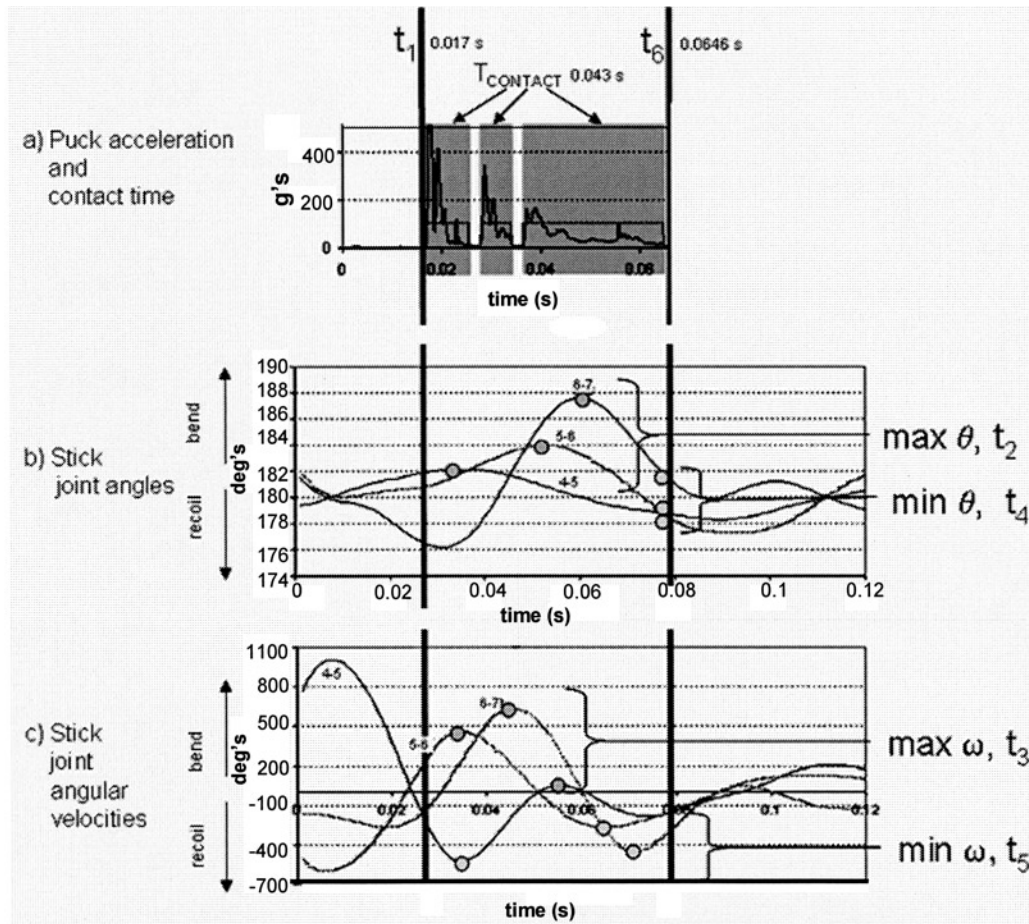 t1 0.017 s
t6 0.0646 s
TCONTACT 0.043 s
a) Puck acceleration
and
contact time
g's
400
200
0
0 0.02 0.04 0.06
time (s)
b) Stick
joint angles
bend
recoil
deg's
190
188
186
184
182
180
178
176
174
6-7
5-6
4-5
0 0.02 0.04 0.06 0.08 0.12
time (s)
max θ, t2
min θ, t4
c) Stick
joint
angular
velocities
bend
recoil
deg's
1100
800
500
200
-100
-400
-700
4-5
5-6
6-7
0 0.02 0.04 0.06 0.08 0.1 0.12
time (s)
max ω, t3
min ω, t5